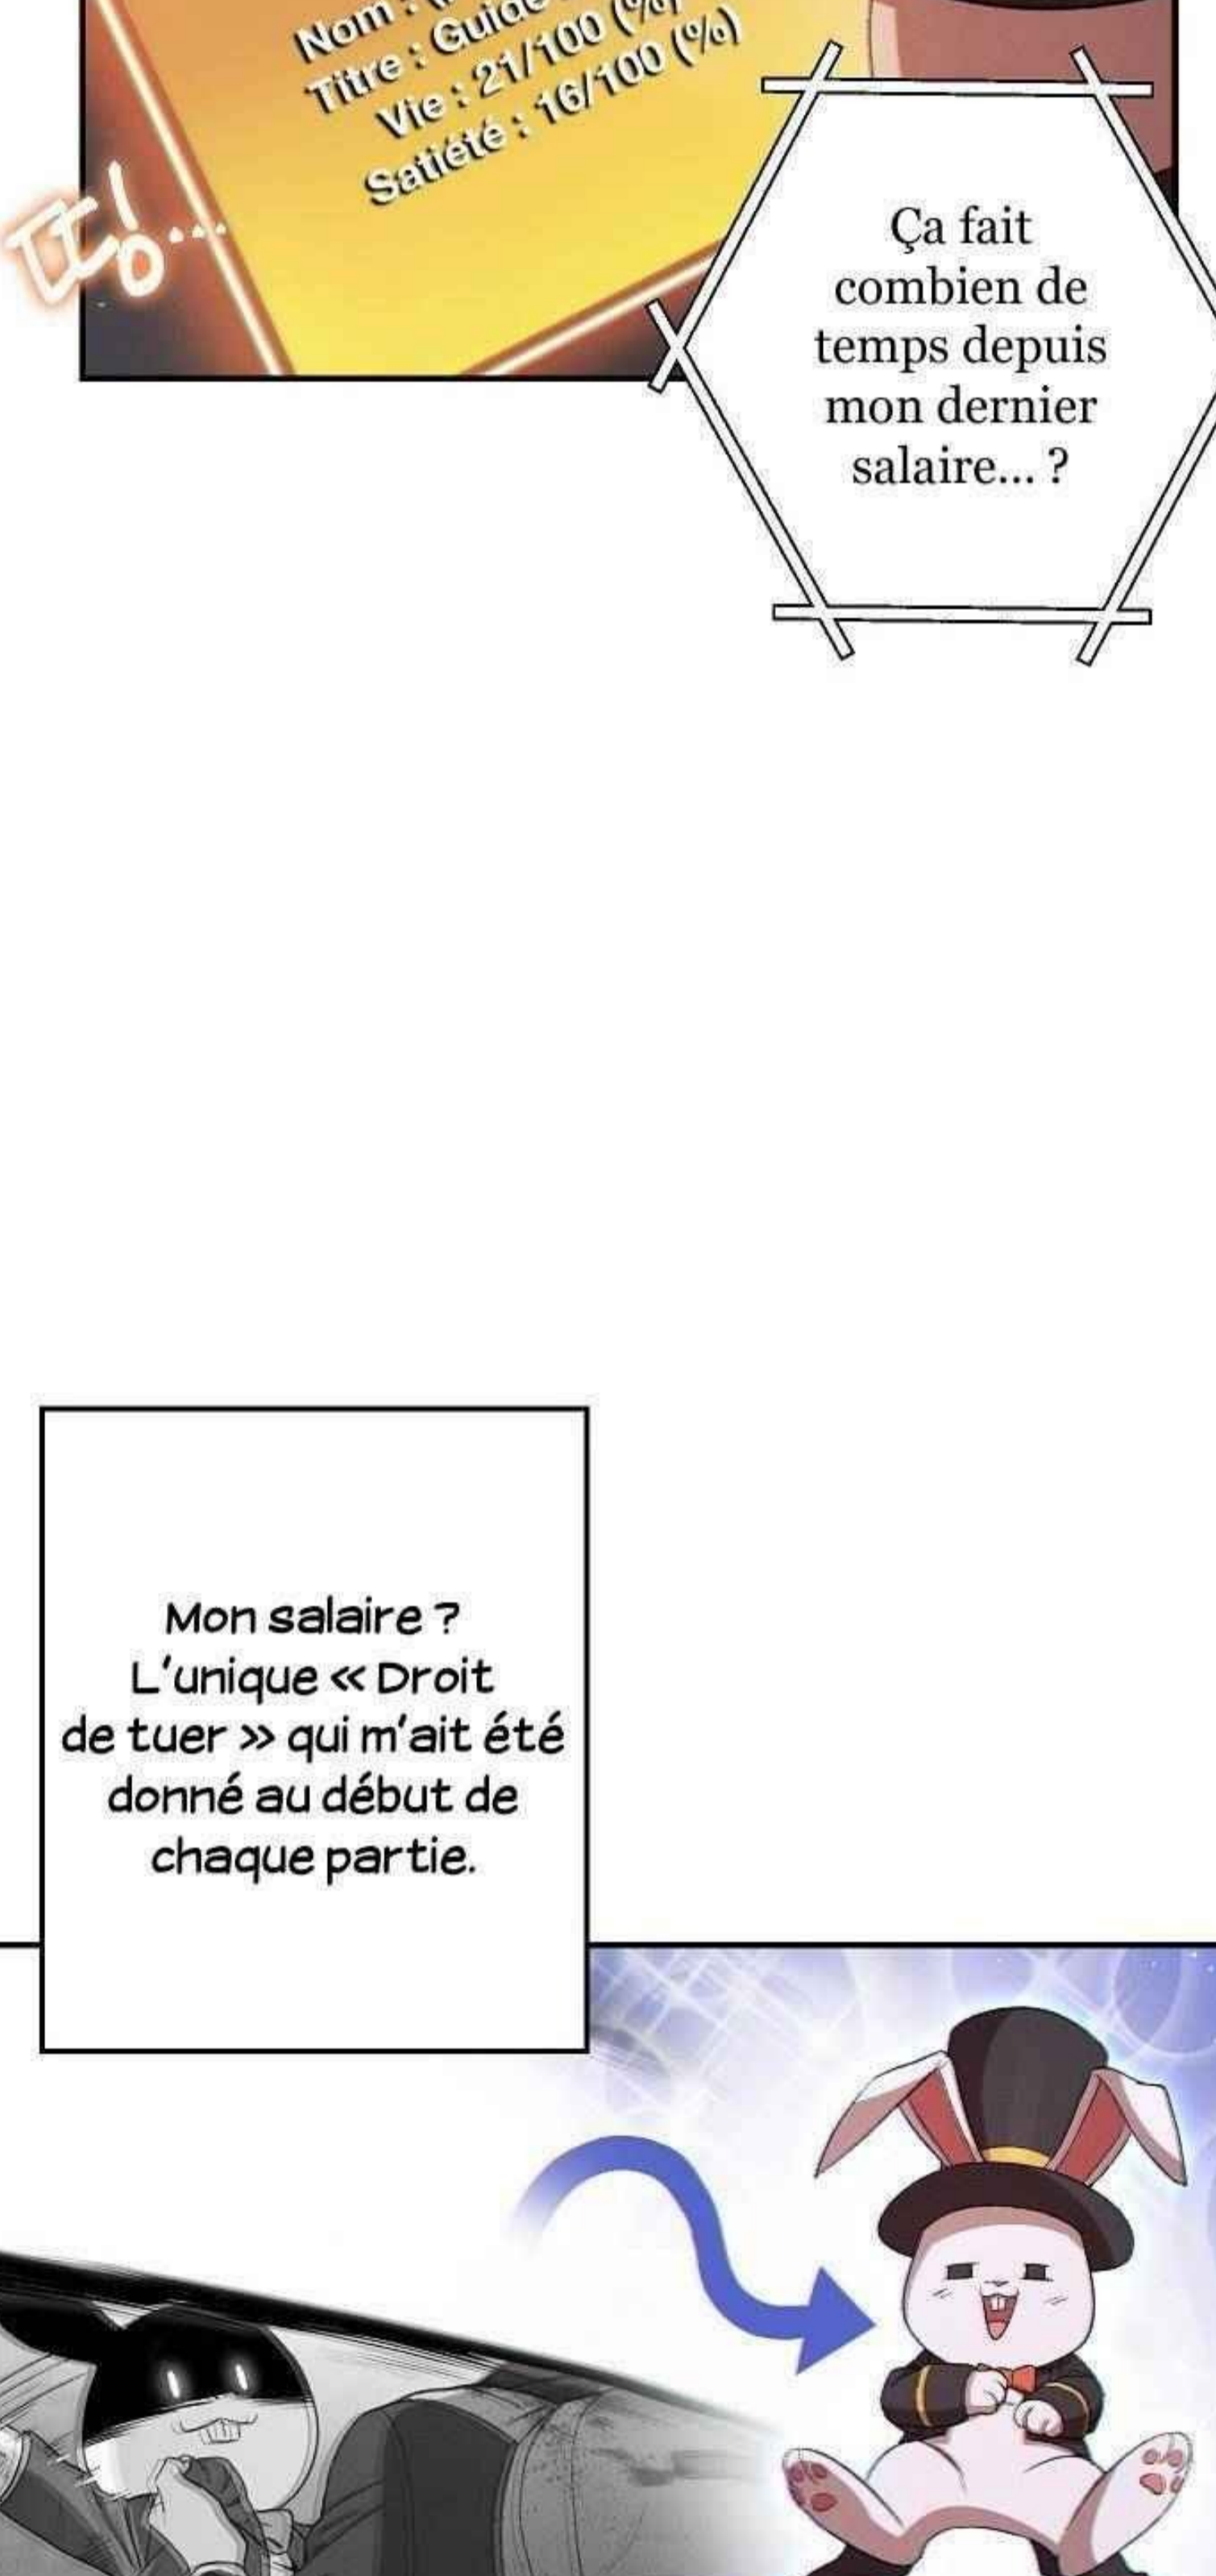 Nom :
Titre : Guide
Vie : 21/100 (%)
Satiété : 16/100 (%)
Ça fait
combien de
temps depuis
mon dernier
salaire... ?
Mon salaire ?
L'unique « Droit
de tuer » qui m'ait été
donné au début de
chaque partie.